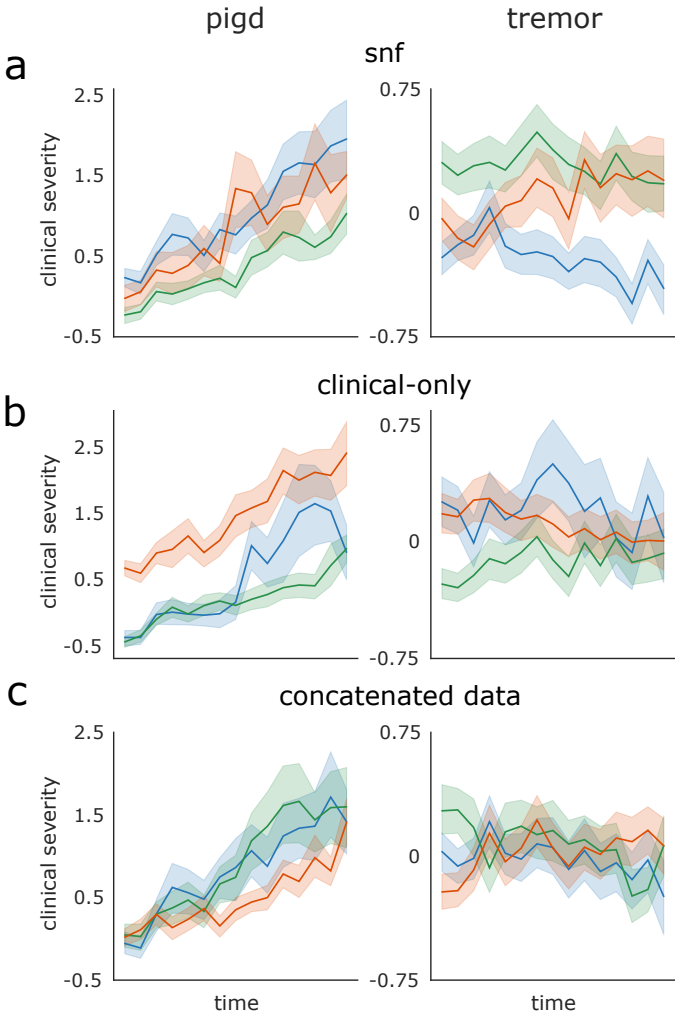 pigd tremor
a snf
2.5 0.75
1.5
0
0.5
-0.5 -0.75
clinical severity
b clinical-only
2.5 0.75
1.5
0
0.5
-0.5
-0.75
clinical severity
c concatenated data
2.5 0.75
1.5
0
0.5
-0.5 -0.75
clinical severity
time time